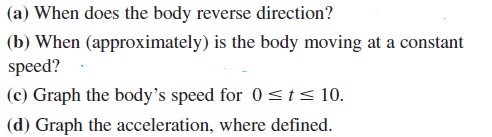 (a) When does the body reverse direction?
(b) When (approximately) is the body moving at a constant
speed?
(c) Graph the body's speed for 0 ≤ t ≤ 10.
(d) Graph the acceleration, where defined.